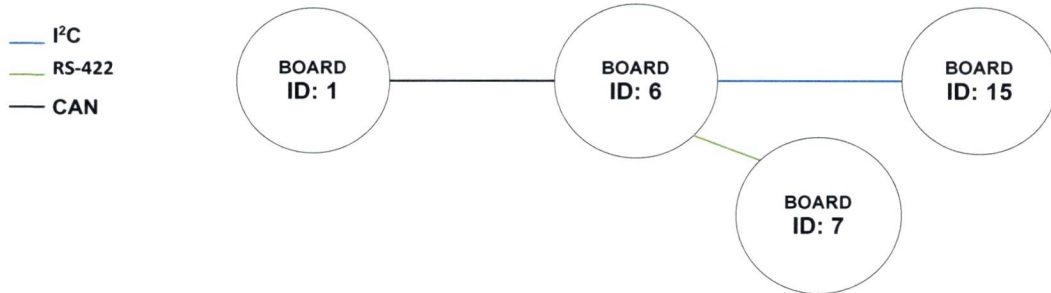 I²C
RS-422
CAN
BOARD
ID: 1
BOARD
ID: 6
BOARD
ID: 15
BOARD
ID: 7